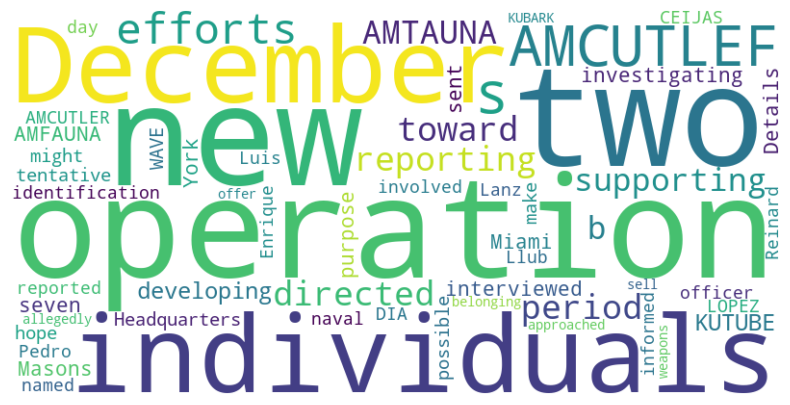 day
efforts
AMTAUNA
KUBARK
CEIJAS
December
AMCUTLEF
sent
s
investigating
Details
AMCUTLER
AMFAUNA
new
WAVE
York
Luis
toward
two
might
tentative
reporting
supporting
identification
offer
involved
Lanz
make
operation
Enrique
purpose
Miami
Llub
b
Reinard
reported
seven
developing
directed
interviewed
sell
officer
allegedly
Headquarters
naval
DIA
possible
belonging
period
informed
LOPEZ
hope
approached
KUTUBE
Pedro
Masons
named
individuals
weapons